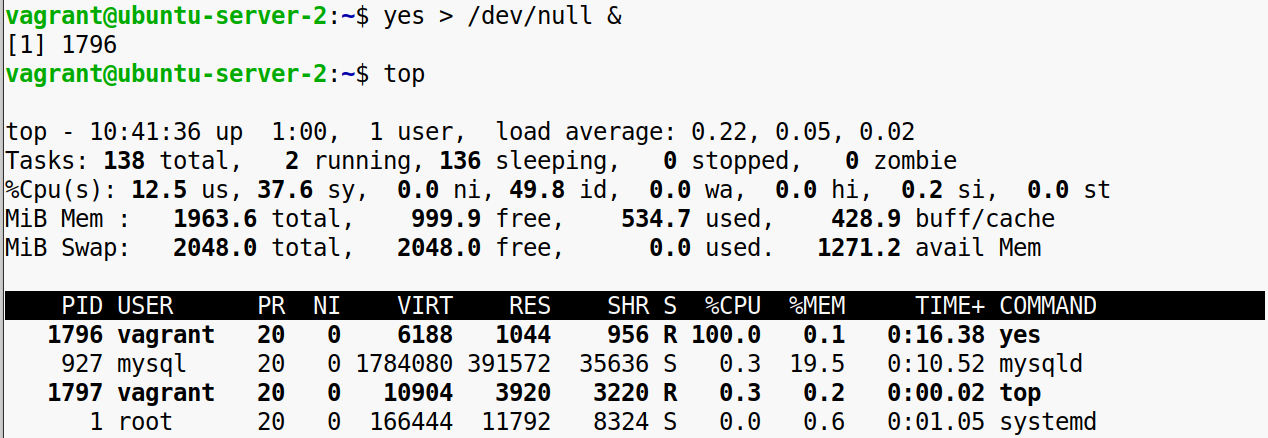 vagrant@ubuntu-server-2:~$ yes > /dev/null &
[1] 1796
vagrant@ubuntu-server-2:~$ top
top - 10:41:36 up  1:00,  1 user,  load average: 0.22, 0.05, 0.02
Tasks: 138 total,   2 running, 136 sleeping,   0 stopped,   0 zombie
%Cpu(s): 12.5 us, 37.6 sy,  0.0 ni, 49.8 id,  0.0 wa,  0.0 hi,  0.2 si,  0.0 st
MiB Mem :   1963.6 total,    999.9 free,    534.7 used,    428.9 buff/cache
MiB Swap:   2048.0 total,   2048.0 free,      0.0 used.   1271.2 avail Mem
    PID USER      PR  NI    VIRT    RES    SHR S  %CPU  %MEM     TIME+ COMMAND
   1796 vagrant   20   0    6188   1044    956 R 100.0   0.1   0:16.38 yes
    927 mysql     20   0 1784080 391572  35636 S   0.3  19.5   0:10.52 mysqld
   1797 vagrant   20   0   10904   3920   3220 R   0.3   0.2   0:00.02 top
      1 root      20   0  166444  11792   8324 S   0.0   0.6   0:01.05 systemd